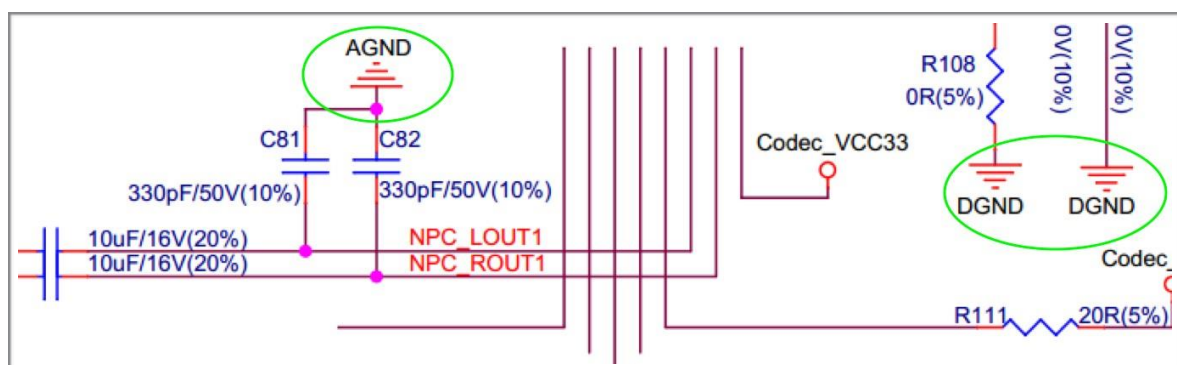 AGND
R108
0R(5%)
0V(10%)
0V(10%)
C81
C82
Codec_VCC33
330pF/50V(10%)
330pF/50V(10%)
DGND
DGND
10uF/16V(20%)
NPC_LOUT1
10uF/16V(20%)
NPC_ROUT1
Codec_
R111
20R(5%)